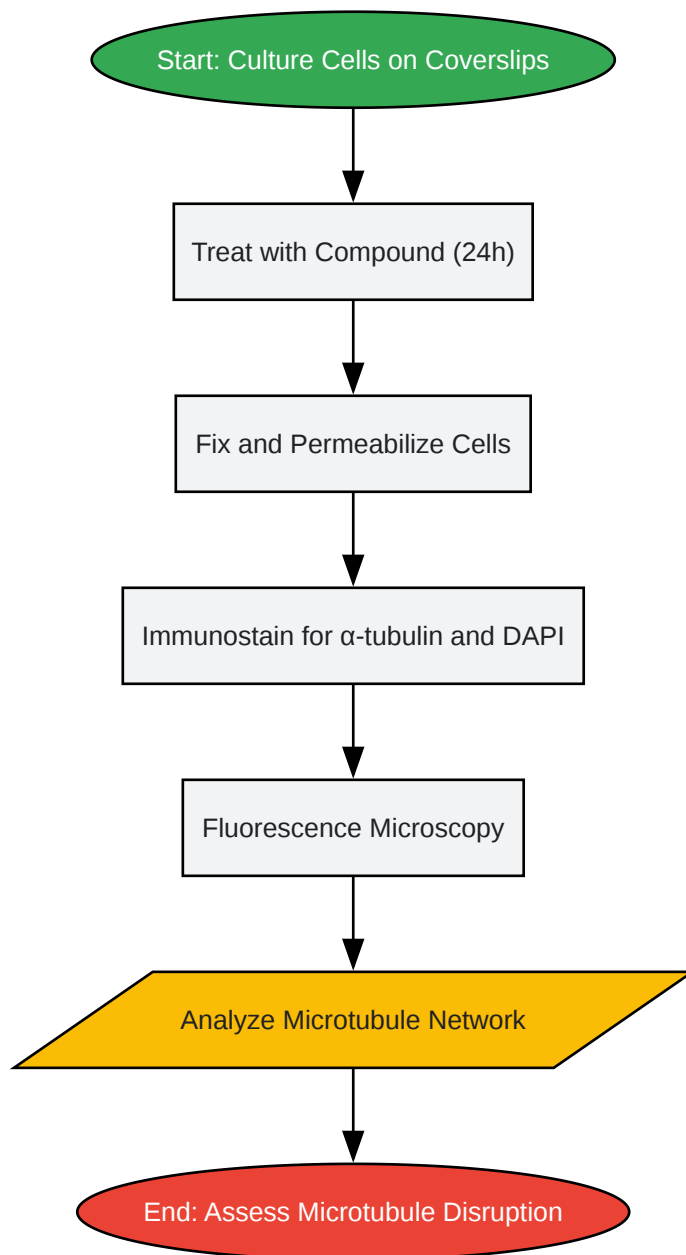 Start: Culture Cells on Coverslips
Treat with Compound (24h)
Fix and Permeabilize Cells
Immunostain for α-tubulin and DAPI
Fluorescence Microscopy
Analyze Microtubule Network
End: Assess Microtubule Disruption